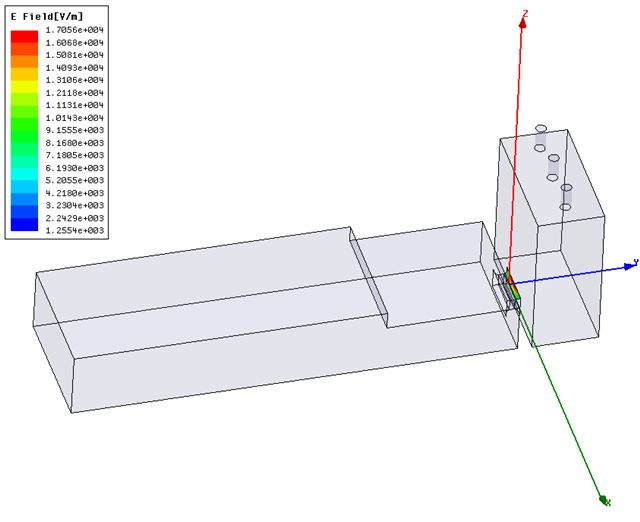 E Field[V/m]
1.7056e+004
1.6068e+004
1.5081e+004
1.4093e+004
1.3106e+004
1.2118e+004
1.1131e+004
1.0143e+004
9.1555e+003
8.1680e+003
7.1805e+003
6.1930e+003
5.2055e+003
4.2180e+003
3.2304e+003
2.2429e+003
1.2554e+003
Z
Y
X